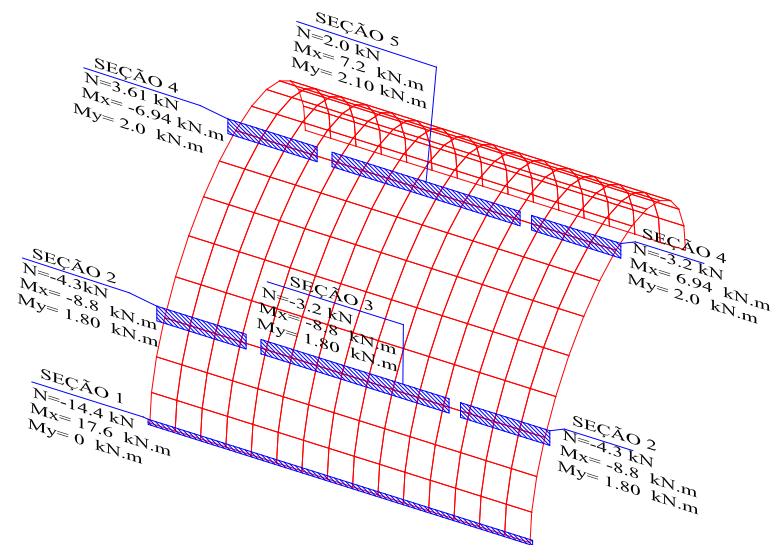 SEÇÃO 5
N=2.0 kN
Mx= 7.2 kN.m
My= 2.10 kN.m
SEÇÃO 4
N=3.61 kN
Mx= -6.94 kN.m
My= 2.0 kN.m
SEÇÃO 4
N=-3.2 kN
Mx= 6.94 kN.m
My= 2.0 kN.m
SEÇÃO 2
N=-4.3kN
Mx= -8.8 kN.m
My= 1.80 kN.m
SEÇÃO 3
N=-3.2 kN
Mx= -8.8 kN.m
My= 1.80 kN.m
SEÇÃO 1
N=-14.4 kN
Mx= 17.6 kN.m
My= 0 kN.m
SEÇÃO 2
N=-4.3 kN
Mx= -8.8 kN.m
My= 1.80 kN.m